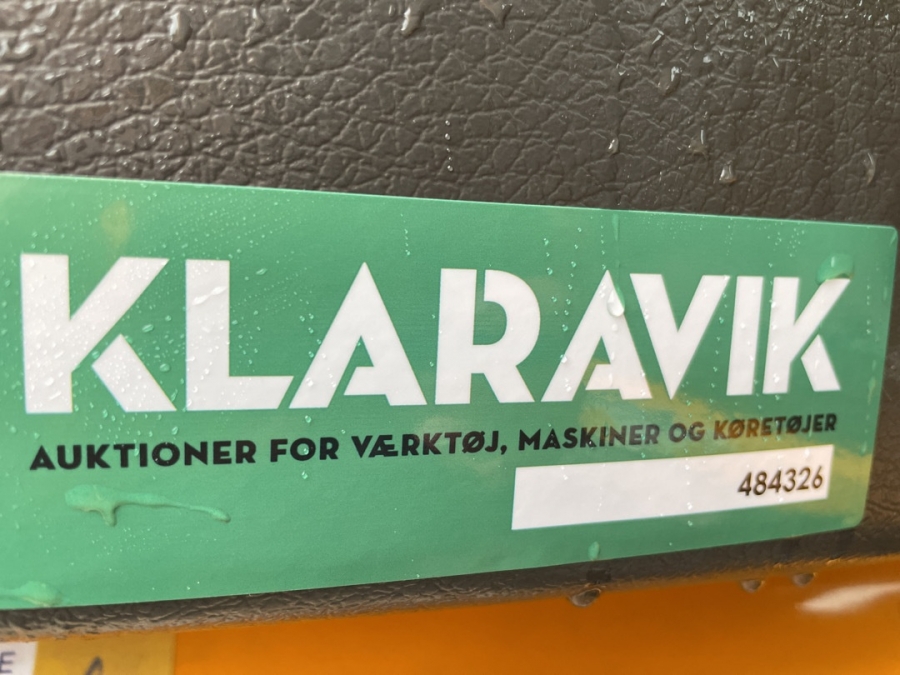 KLARAVIK
AUKTIONER FOR VÆRKTØJ, MASKINER OG KØRETØJER
484326
E